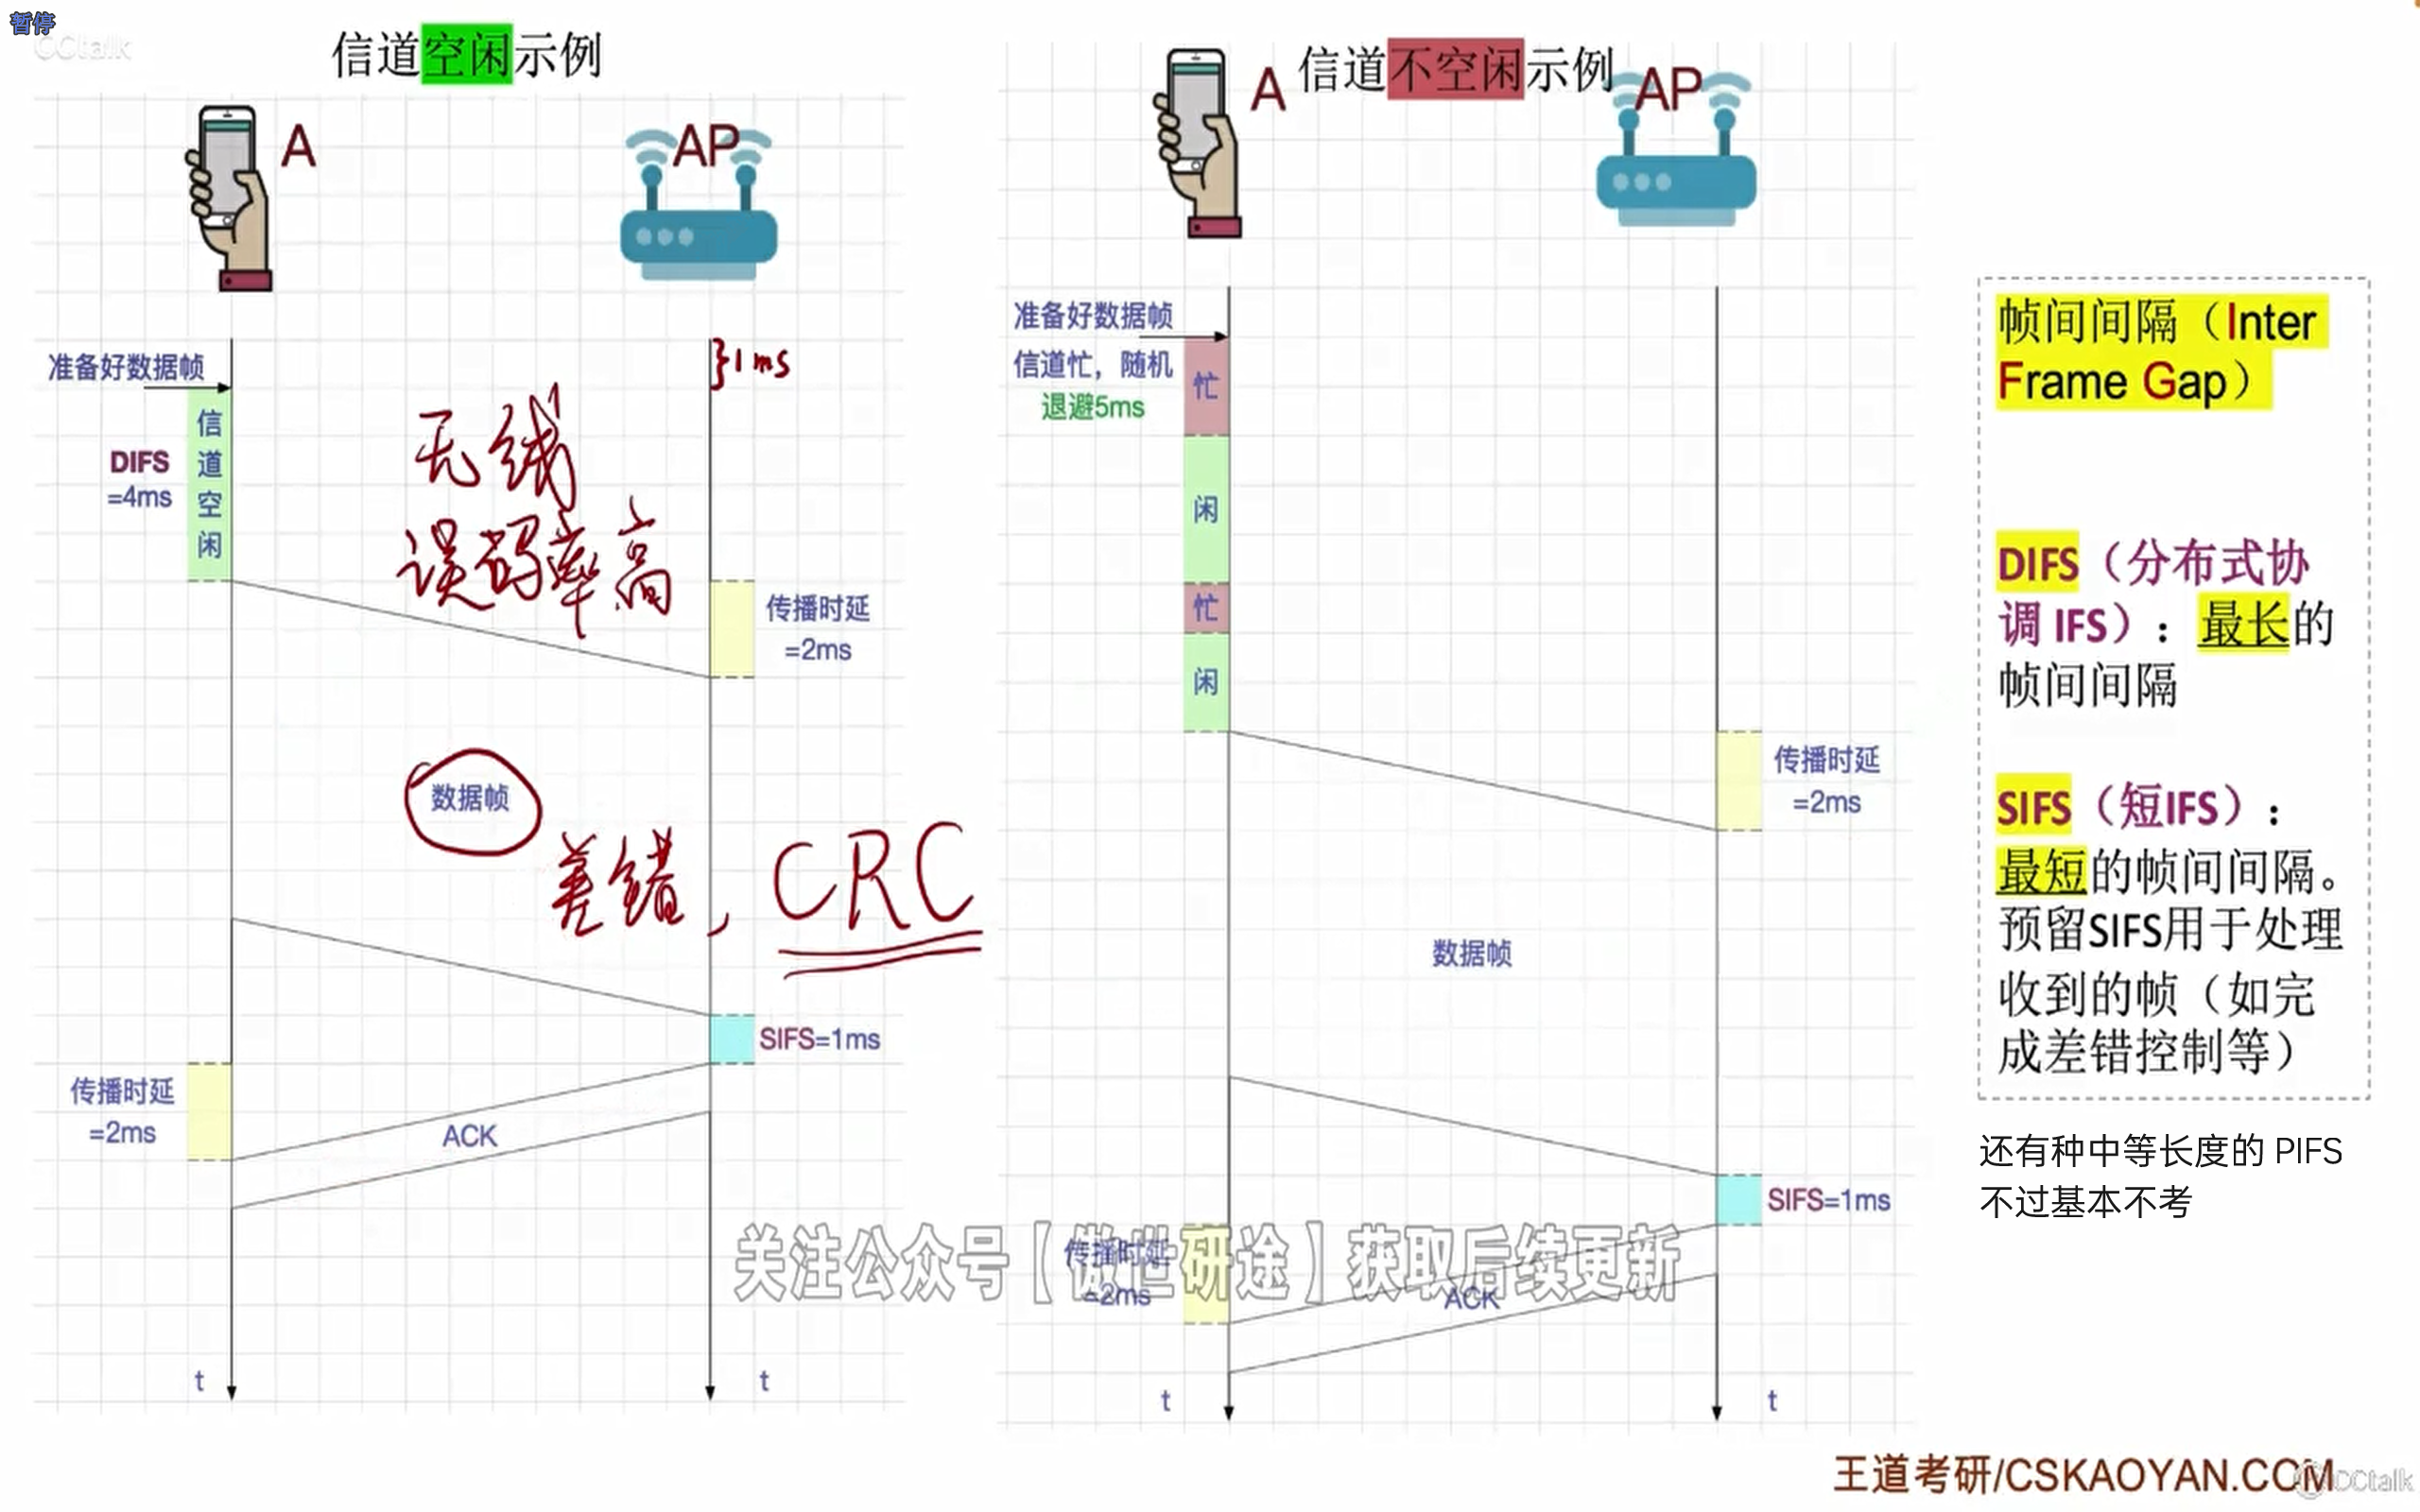 暂停
CCtalk
信道空闲示例
A
AP
准备好数据帧
}1ms
信道空闲
DIFS
=4ms
无线
误码率高
传播时延
=2ms
数据帧
差错，CRC
SIFS=1ms
传播时延
=2ms
ACK
t
t
信道不空闲示例
A
AP
准备好数据帧
信道忙，随机
退避5ms
忙
闲
忙
闲
传播时延
=2ms
数据帧
SIFS=1ms
传播时延
=2ms
ACK
t
t
关注公众号【傲世研途】获取后续更新
帧间间隔（Inter
Frame Gap）
DIFS（分布式协
调 IFS）：最长的
帧间间隔
SIFS（短IFS）：
最短的帧间间隔。
预留SIFS用于处理
收到的帧（如完
成差错控制等）
还有种中等长度的 PIFS
不过基本不考
王道考研/CSKAOYAN.COM
CCtalk